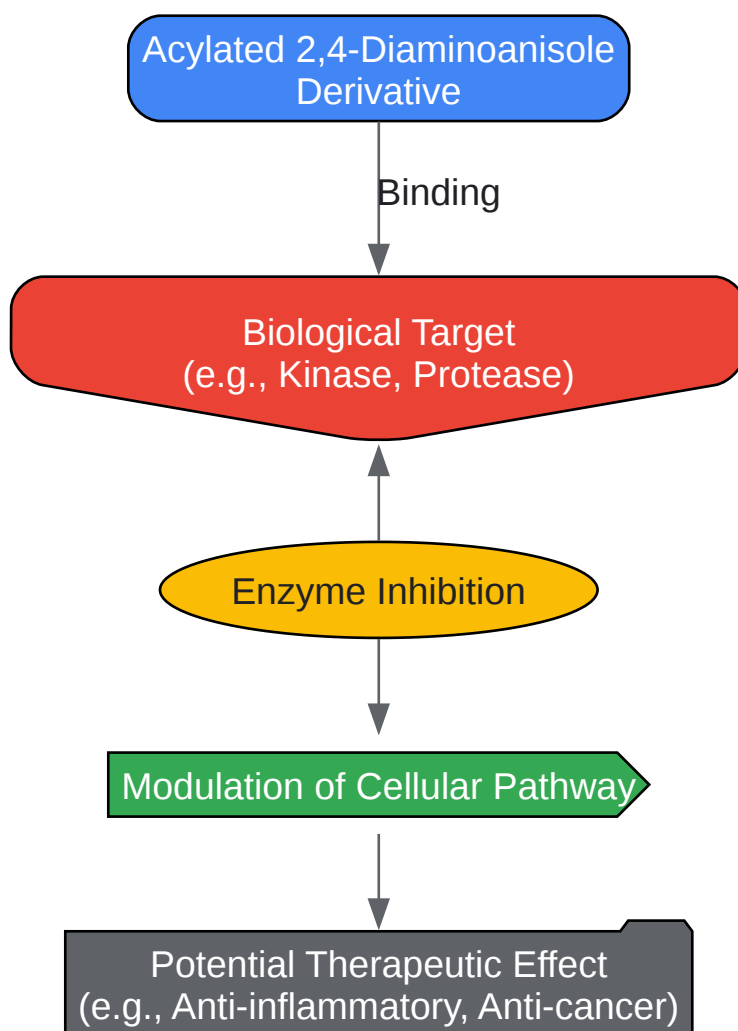 Acylated 2,4-Diaminoanisole
Derivative
Binding
Biological Target
(e.g., Kinase, Protease)
Enzyme Inhibition
Modulation of Cellular Pathway
Potential Therapeutic Effect
(e.g., Anti-inflammatory, Anti-cancer)